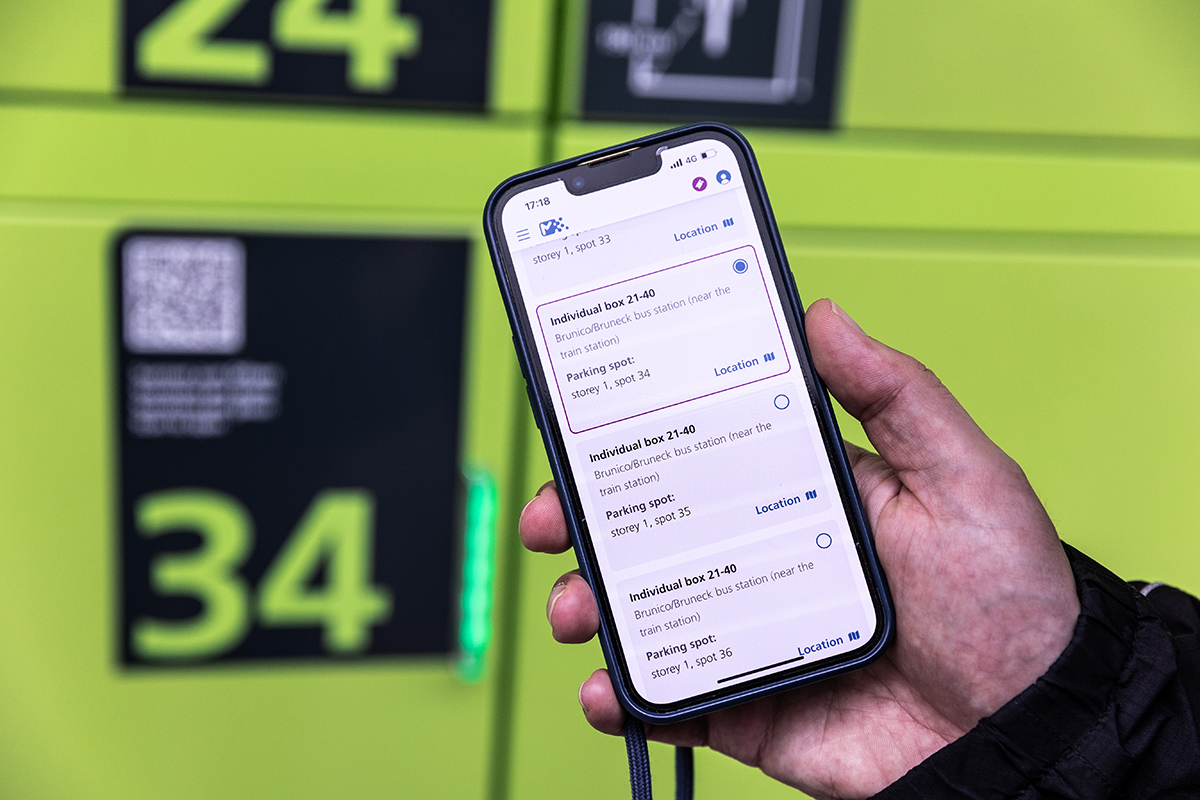 24
34
17:18
4G
storey 1, spot 33
Location
Individual box 21-40
Brunico/Bruneck bus station (near the
train station)
Parking spot:
storey 1, spot 34
Location
Individual box 21-40
Brunico/Bruneck bus station (near the
train station)
Parking spot:
storey 1, spot 35
Location
Individual box 21-40
Brunico/Bruneck bus station (near the
train station)
Parking spot:
storey 1, spot 36
Location